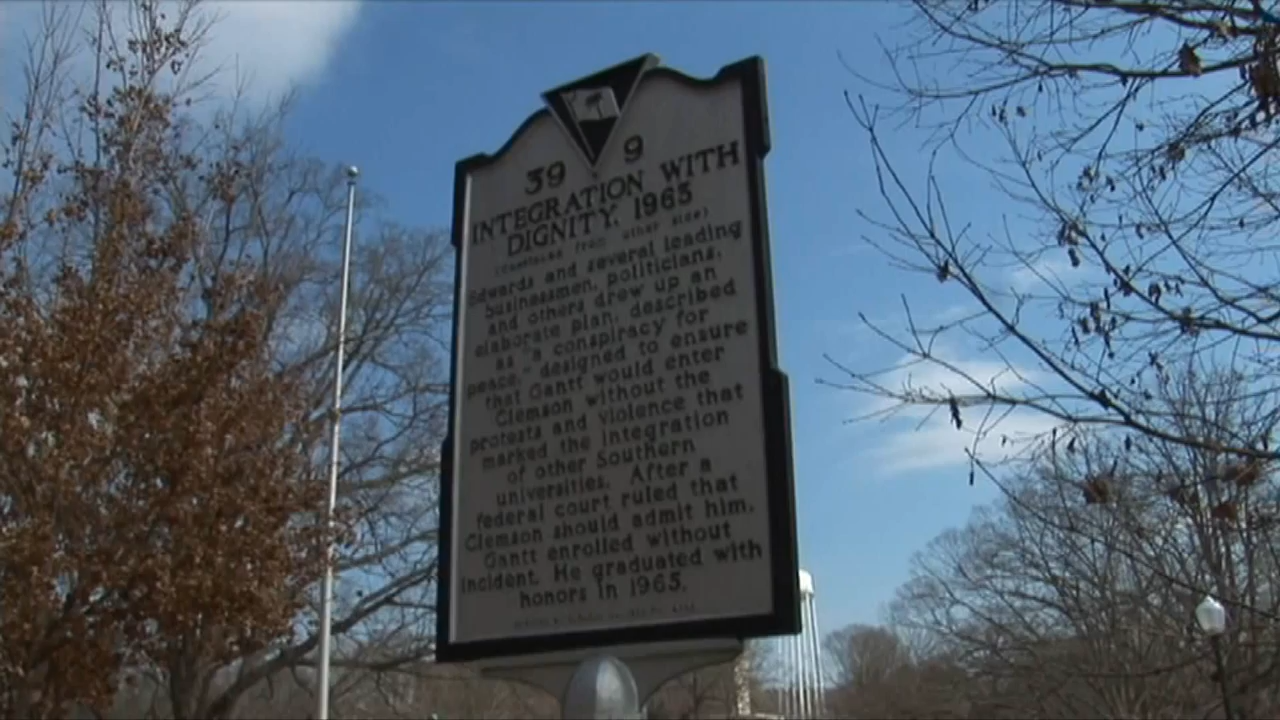 39 9
INTEGRATION WITH
DIGNITY, 1963
(Continued from other side)
Edwards and several leading
businessmen, politicians,
and others drew up an
elaborate plan, described
as "a conspiracy for
peace," designed to ensure
that Gantt would enter
Clemson without the
protests and violence that
marked the integration
of other Southern
universities. After a
federal court ruled that
Clemson should admit him,
Gantt enrolled without
incident. He graduated with
honors in 1965.